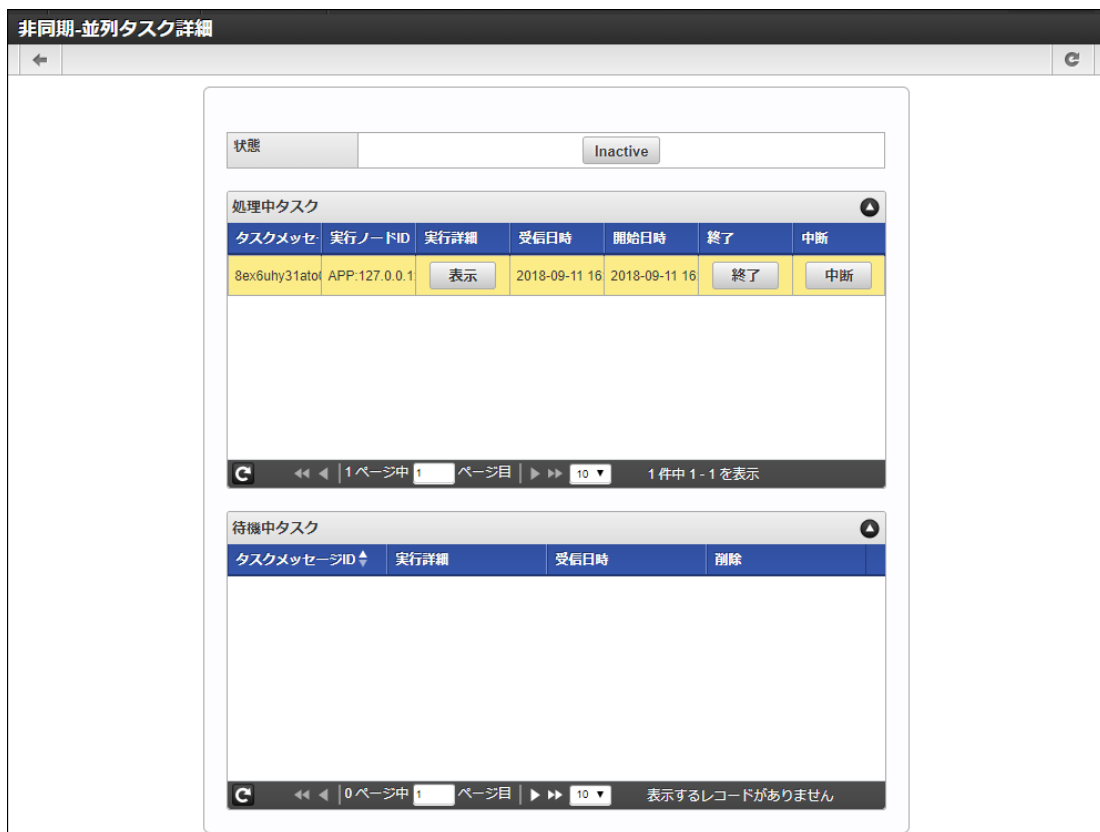 非同期-並列タスク詳細
状態 Inactive
処理中タスク
タスクメッセ 実行ノードID 実行詳細 受信日時 開始日時 終了 中断
8ex6uhy31ato APP:127.0.0.1: 表示 2018-09-11 16 2018-09-11 16 終了 中断
1 ページ中 1 ページ目 10 1 件中 1 - 1 を表示
待機中タスク
タスクメッセージID 実行詳細 受信日時 削除
0 ページ中 1 ページ目 10 表示するレコードがありません